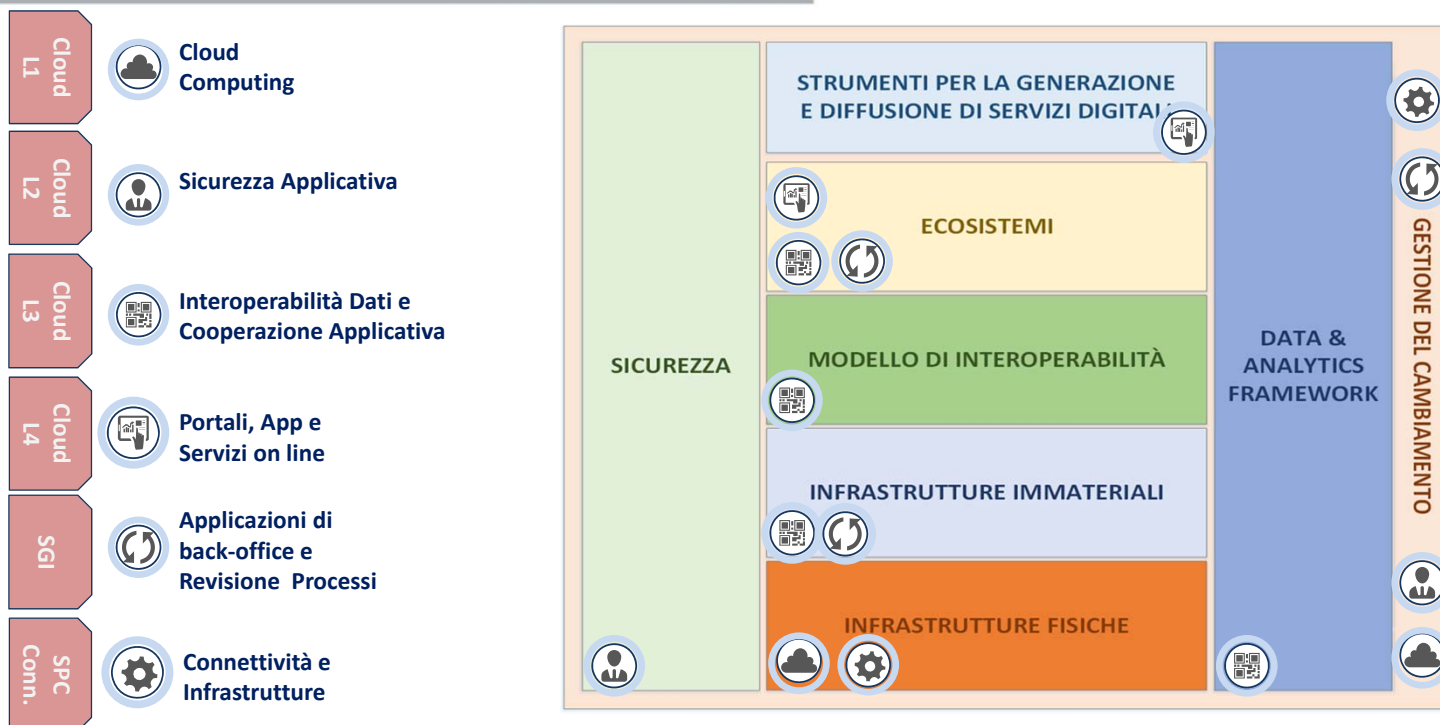 Cloud
L1
Cloud
Computing
Cloud
L2
Sicurezza Applicativa
Cloud
L3
Interoperabilità Dati e
Cooperazione Applicativa
Cloud
L4
Portali, App e
Servizi on line
SGI
Applicazioni di
back-office e
Revisione Processi
SPC
Conn.
Connettività e
Infrastrutture
SICUREZZA
STRUMENTI PER LA GENERAZIONE
E DIFFUSIONE DI SERVIZI DIGITALI
ECOSISTEMI
MODELLO DI INTEROPERABILITÀ
INFRASTRUTTURE IMMATERIALI
INFRASTRUTTURE FISICHE
DATA &
ANALYTICS
FRAMEWORK
GESTIONE DEL CAMBIAMENTO